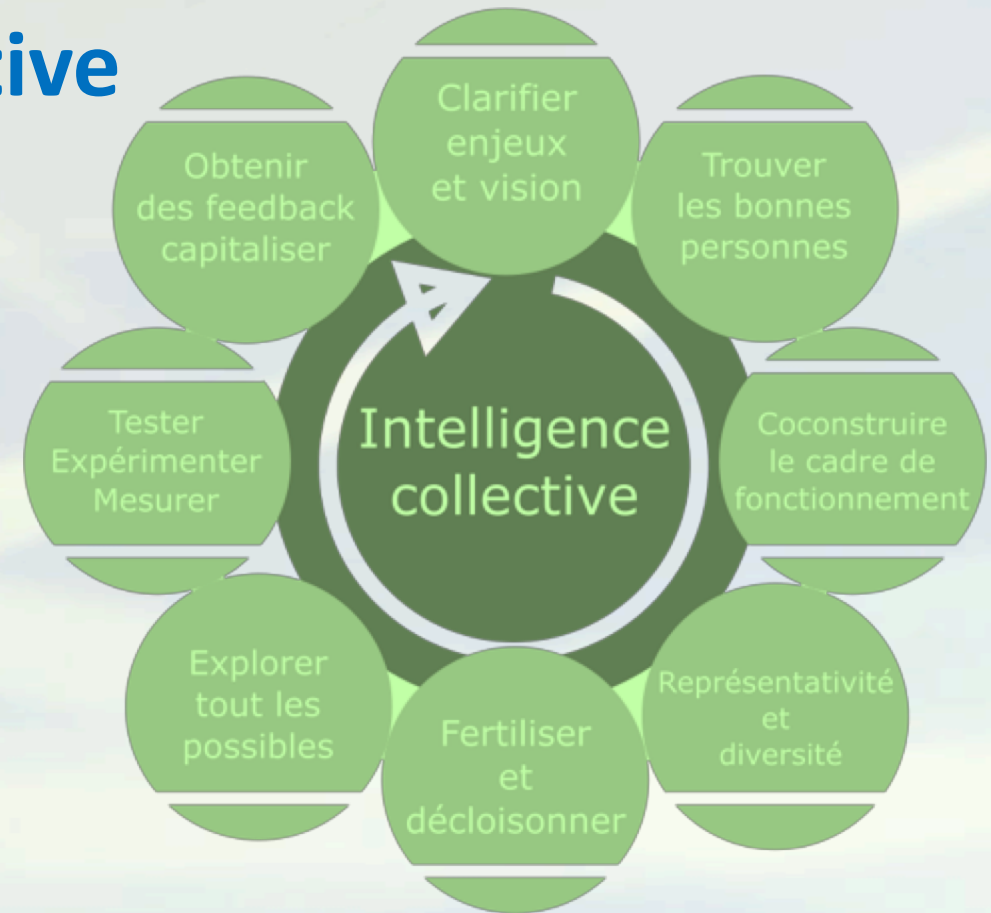 tive
Clarifier
enjeux
et vision
Trouver
les bonnes
personnes
Coconstruire
le cadre de
fonctionnement
Représentativité
et
diversité
Fertiliser
et
décloisonner
Explorer
tout les
possibles
Tester
Expérimenter
Mesurer
Obtenir
des feedback
capitaliser
Intelligence
collective